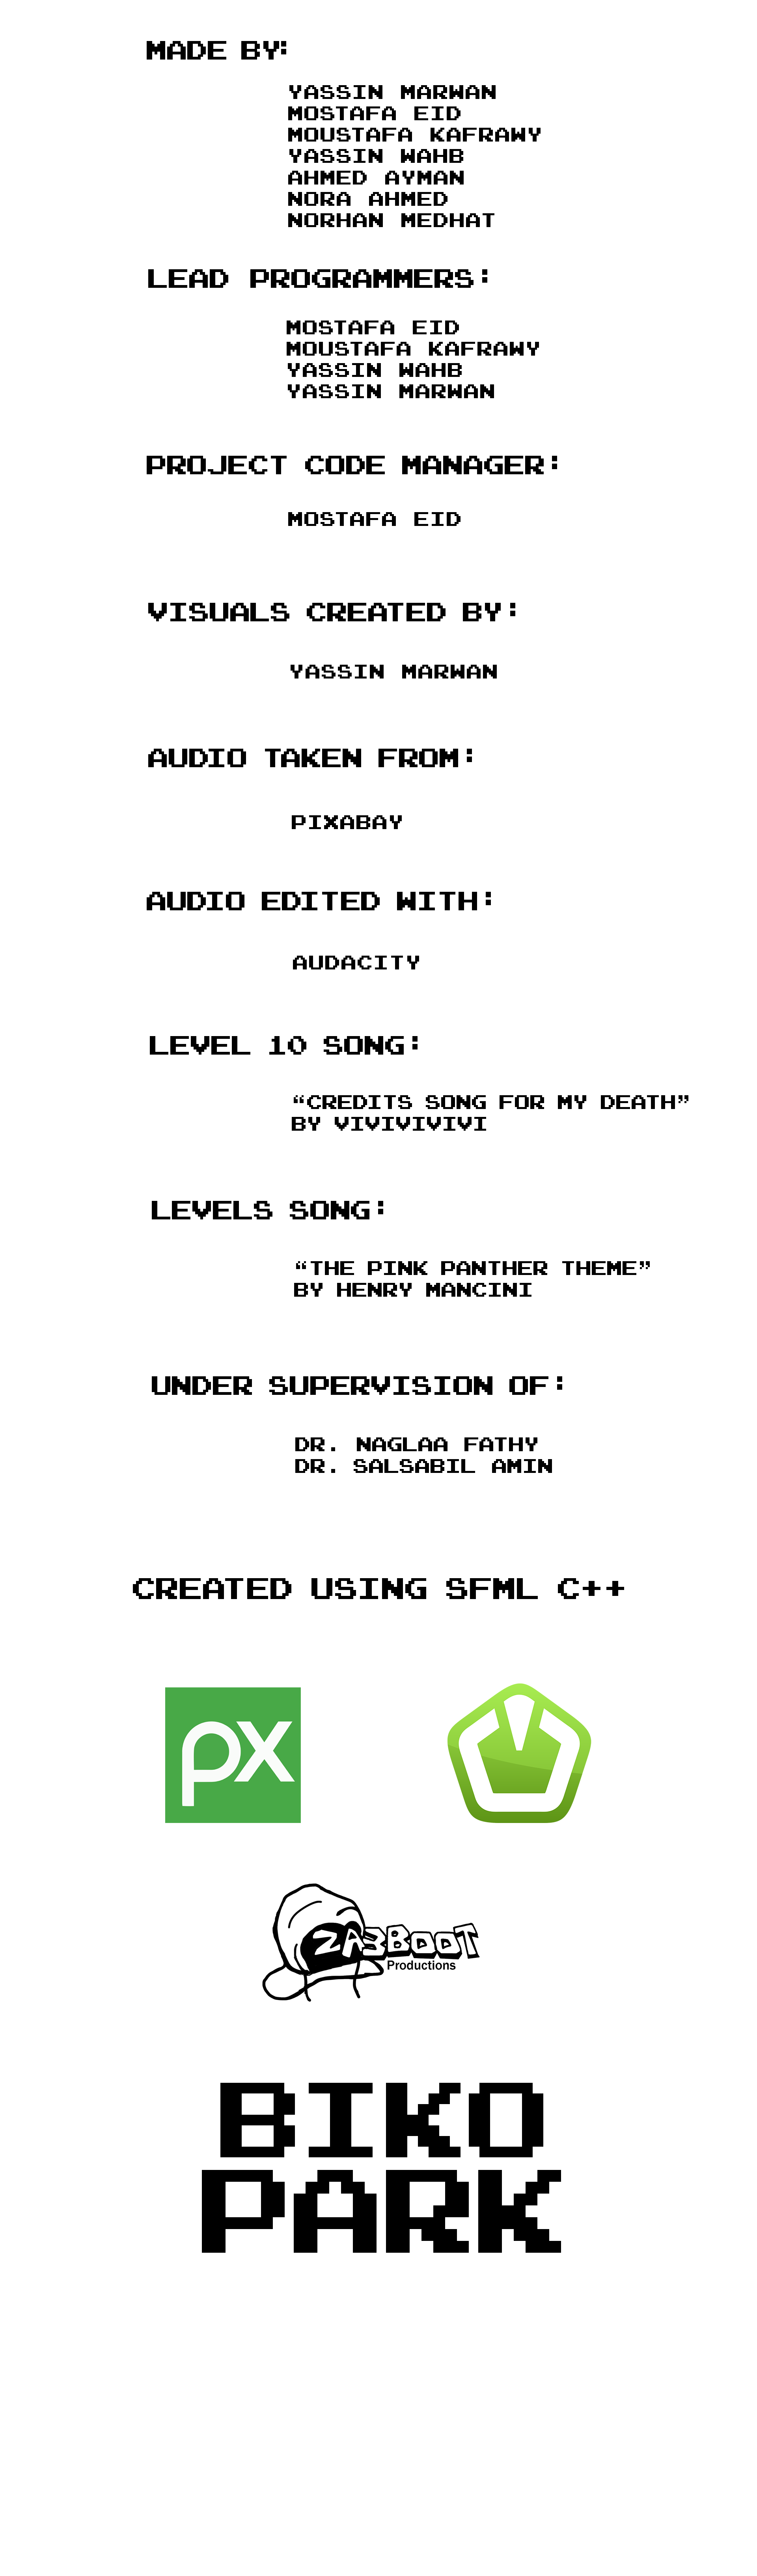 MADE BY:
YASSIN MARWAN
MOSTAFA EID
MOUSTAFA KAFRAWY
YASSIN WAHB
AHMED AYMAN
NORA AHMED
NORHAN MEDHAT
LEAD PROGRAMMERS:
MOSTAFA EID
MOUSTAFA KAFRAWY
YASSIN WAHB
YASSIN MARWAN
PROJECT CODE MANAGER:
MOSTAFA EID
VISUALS CREATED BY:
YASSIN MARWAN
AUDIO TAKEN FROM:
PIXABAY
AUDIO EDITED WITH:
AUDACITY
LEVEL 10 SONG:
“CREDITS SONG FOR MY DEATH”
BY VIVIVIVIVI
LEVELS SONG:
“THE PINK PANTHER THEME”
BY HENRY MANCINI
UNDER SUPERVISION OF:
DR. NAGLAA FATHY
DR. SALSABIL AMIN
CREATED USING SFML C++
px
ZA3BOOT
Productions
BIKO
PARK